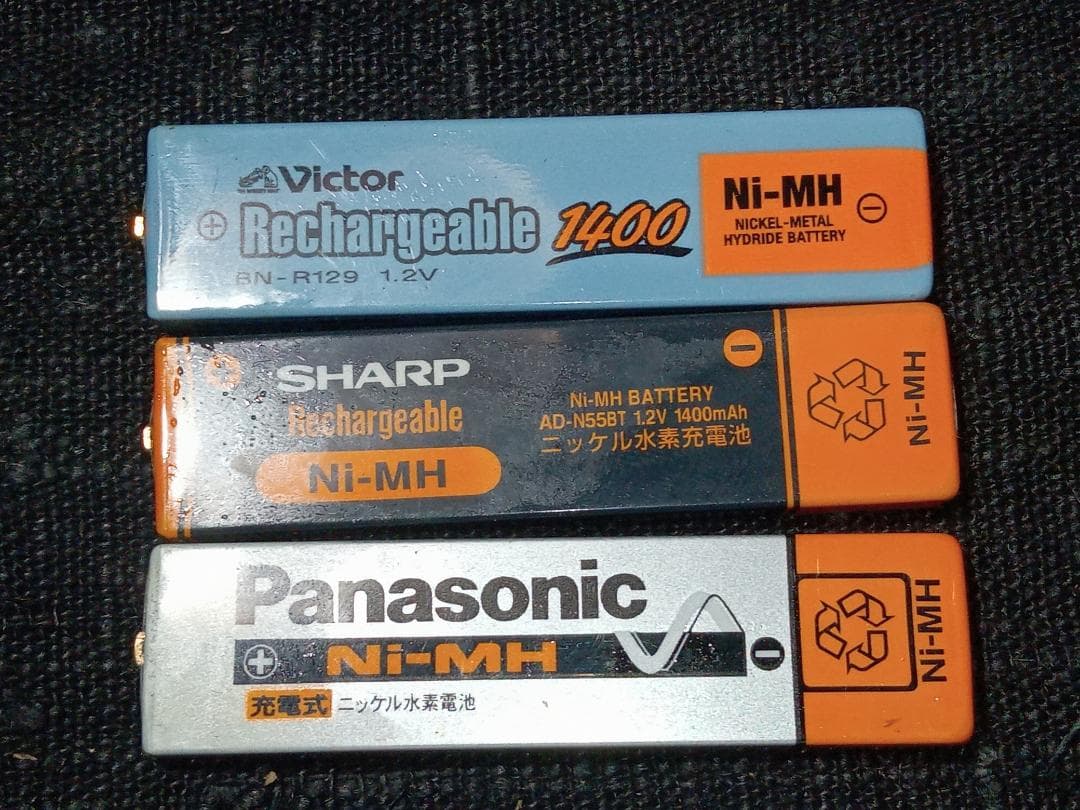 Victor
Rechargeable 1400
BN-R129 1.2V
Ni-MH
NICKEL-METAL
HYDRIDE BATTERY
SHARP
Rechargeable
Ni-MH
Ni-MH BATTERY
AD-N55BT 1.2V 1400mAh
ニッケル水素充電池
Ni-MH
Panasonic
Ni-MH
充電式 ニッケル水素電池
Ni-MH